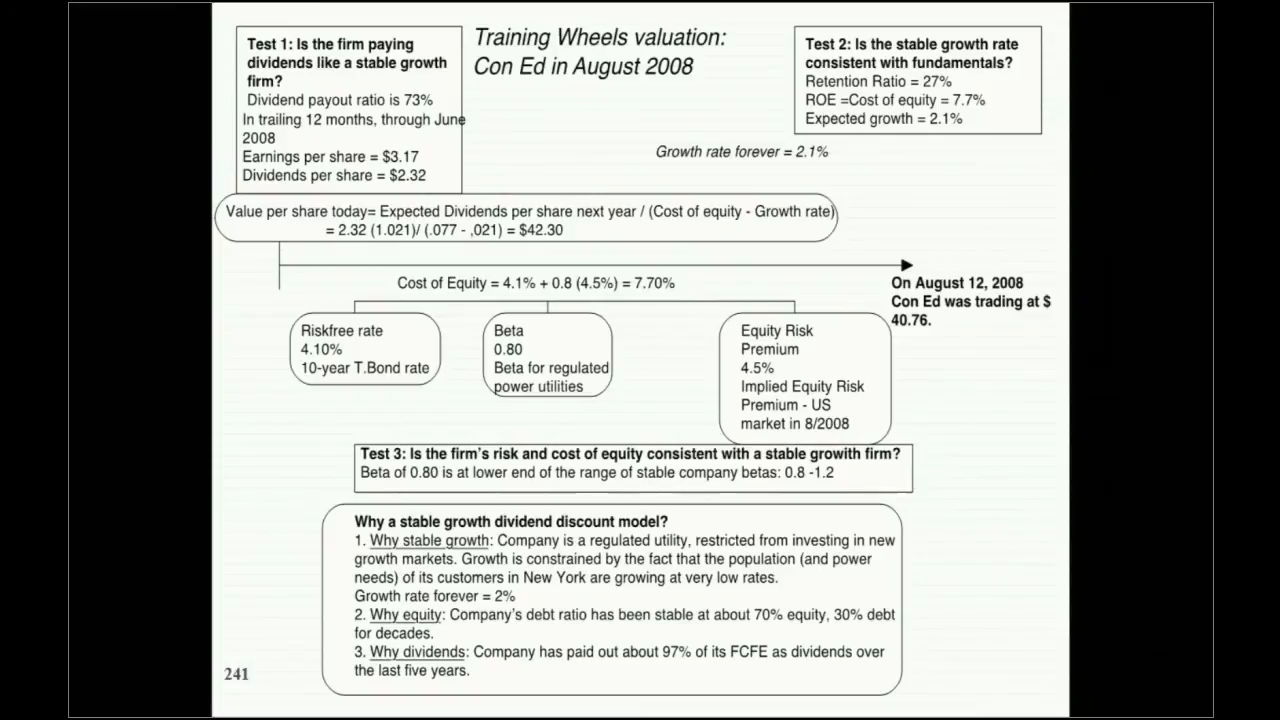 Training Wheels valuation:
Con Ed in August 2008
Test 1: Is the firm paying
dividends like a stable growth
firm?
Dividend payout ratio is 73%
In trailing 12 months, through June
2008
Earnings per share = $3.17
Dividends per share = $2.32
Test 2: Is the stable growth rate
consistent with fundamentals?
Retention Ratio = 27%
ROE =Cost of equity = 7.7%
Expected growth = 2.1%
Growth rate forever = 2.1%
Value per share today= Expected Dividends per share next year / (Cost of equity - Growth rate)
= 2.32 (1.021)/ (.077 - ,021) = $42.30
Cost of Equity = 4.1% + 0.8 (4.5%) = 7.70%
On August 12, 2008
Con Ed was trading at $
40.76.
Riskfree rate
4.10%
10-year T.Bond rate
Beta
0.80
Beta for regulated
power utilities
Equity Risk
Premium
4.5%
Implied Equity Risk
Premium - US
market in 8/2008
Test 3: Is the firm's risk and cost of equity consistent with a stable growth firm?
Beta of 0.80 is at lower end of the range of stable company betas: 0.8 -1.2
Why a stable growth dividend discount model?
1. Why stable growth: Company is a regulated utility, restricted from investing in new
growth markets. Growth is constrained by the fact that the population (and power
needs) of its customers in New York are growing at very low rates.
Growth rate forever = 2%
2. Why equity: Company's debt ratio has been stable at about 70% equity, 30% debt
for decades.
3. Why dividends: Company has paid out about 97% of its FCFE as dividends over
the last five years.
241